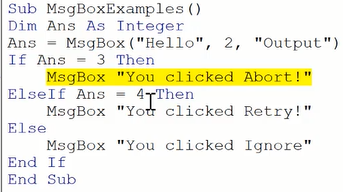 Sub MsgBoxExamples()
Dim Ans As Integer
Ans = MsgBox("Hello", 2, "Output")
If Ans = 3 Then
    MsgBox "You clicked Abort!"
ElseIf Ans = 4 Then
    MsgBox "You clicked Retry!"
Else
    MsgBox "You clicked Ignore"
End If
End Sub